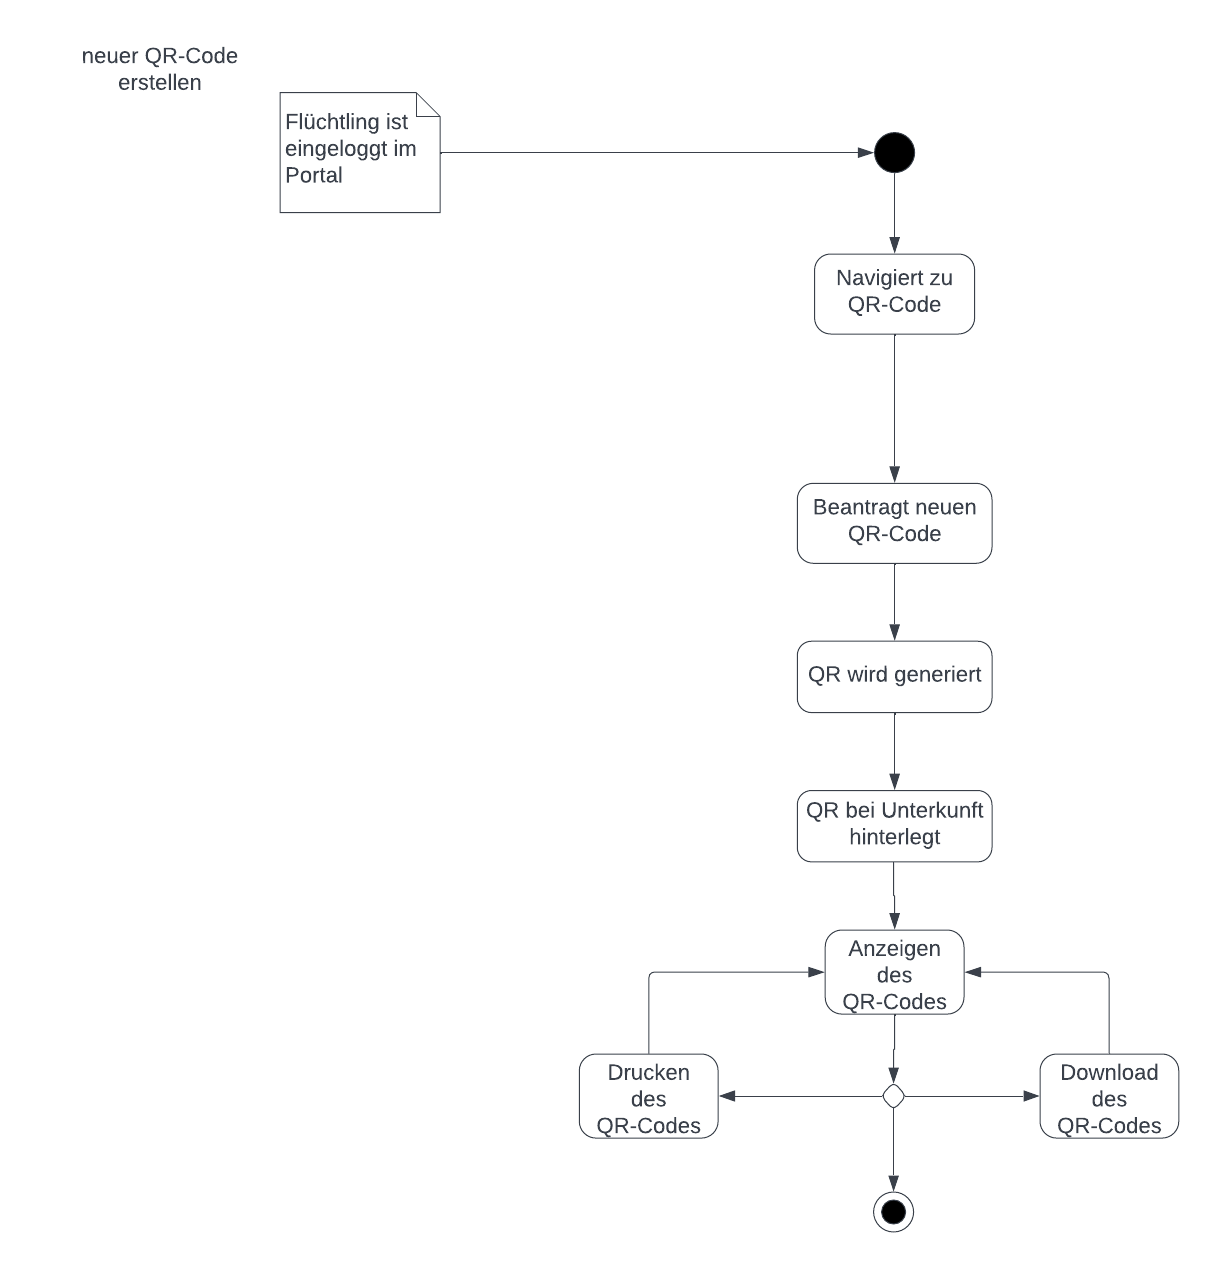 neuer QR-Code
erstellen
Flüchtling ist
eingeloggt im
Portal
Navigiert zu
QR-Code
Beantragt neuen
QR-Code
QR wird generiert
QR bei Unterkunft
hinterlegt
Anzeigen
des
QR-Codes
Drucken
des
QR-Codes
Download
des
QR-Codes